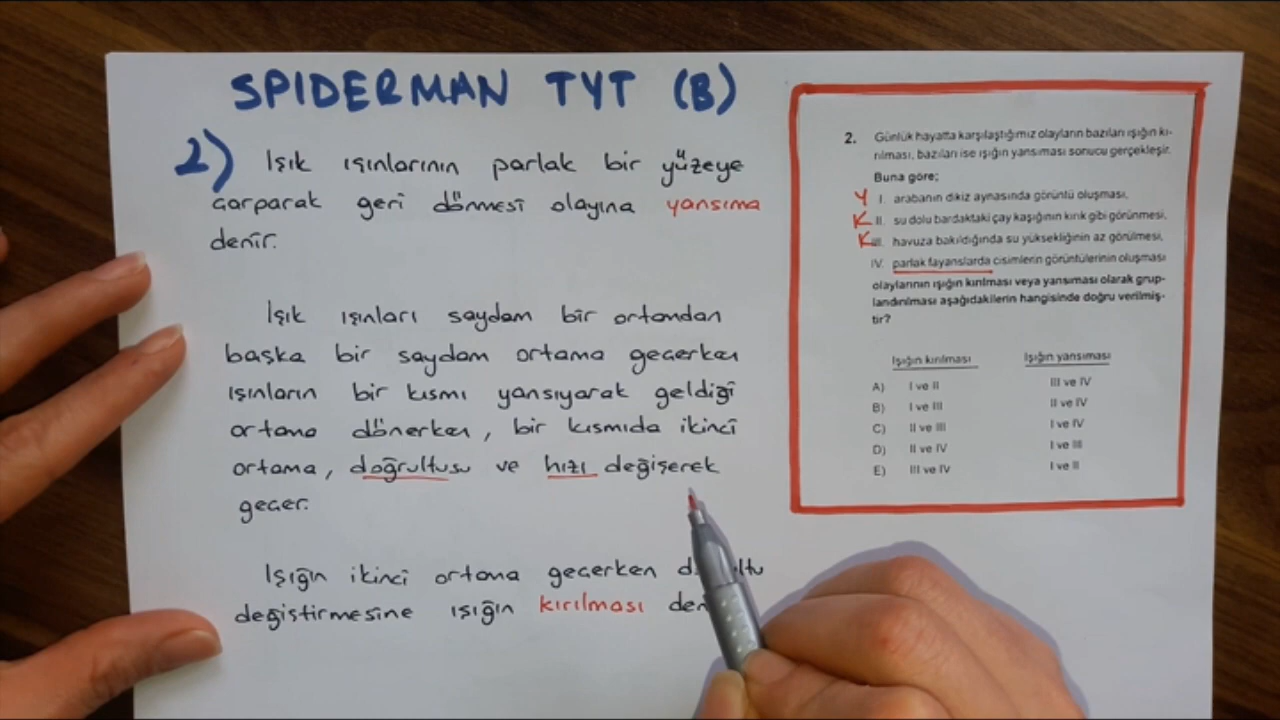 SPIDERMAN TYT (B)
2) Işık ışınlarının parlak bir yüzeye
çarparak geri dönmesi olayına yansıma
denir.
Işık ışınları saydam bir ortamdan
başka bir saydam ortama geçerken
ışınların bir kısmı yansıyarak geldiği
ortama dönerken, bir kısmıda ikinci
ortama, doğrultusu ve hızı değişerek
geçer.
Işığın ikinci ortama geçerken
değiştirmesine ışığın kırılması
2. Günlük hayatta karşılaştığımız olayların bazıları ışığın kı-
rılması, bazıları ise ışığın yansıması sonucu gerçekleşir.
Buna göre;
Y I. arabanın dikiz aynasında görüntü oluşması,
K II. su dolu bardaktaki çay kaşığının kırık gibi görünmesi,
K III. havuza bakıldığında su yüksekliğinin az görülmesi,
IV. parlak fayanslarda cisimlerin görüntülerinin oluşması
olaylarının ışığın kırılması veya yansıması olarak grup-
landırılması aşağıdakilerin hangisinde doğru verilmiş-
tir?
Işığın kırılması Işığın yansıması
A) I ve II III ve IV
B) I ve III II ve IV
C) II ve III I ve IV
D) II ve IV I ve III
E) III ve IV I ve II